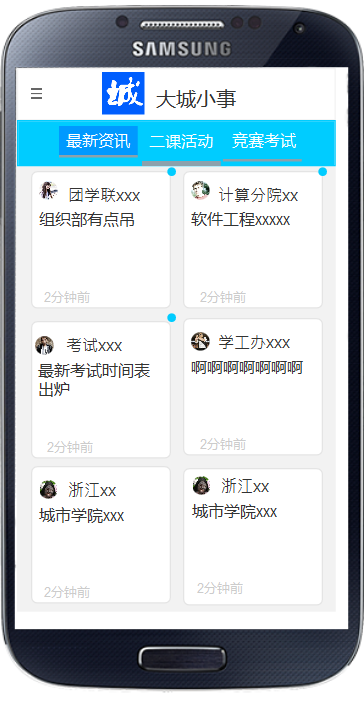 SAMSUNG
城
大城小事
最新资讯 二课活动 竞赛考试
团学联xxx
组织部有点吊
2分钟前
计算分院xx
软件工程xxxxx
2分钟前
考试xxx
最新考试时间表
出炉
2分钟前
学工办xxx
啊啊啊啊啊啊啊
2分钟前
浙江xx
城市学院xxx
2分钟前
浙江xx
城市学院xxx
2分钟前